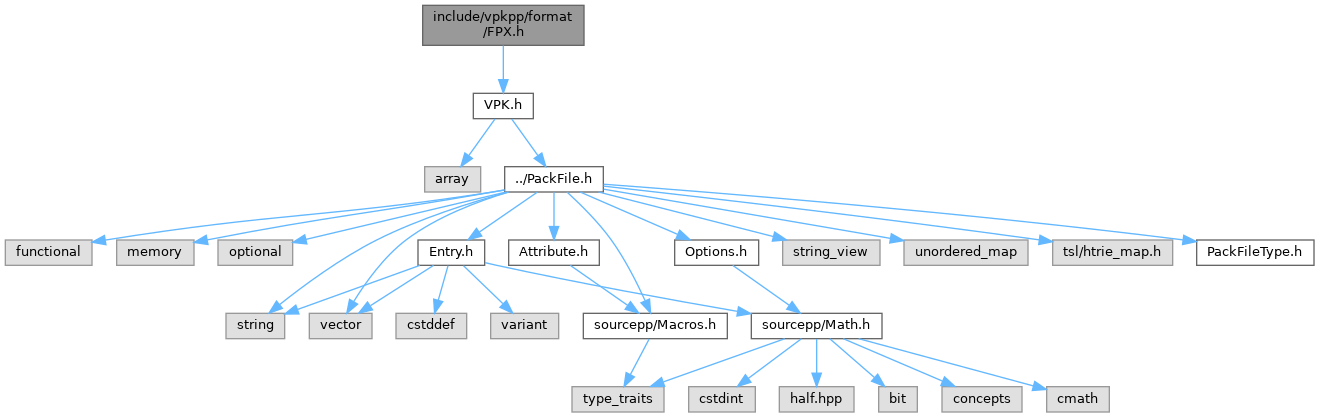 include/vpkpp/format
/FPX.h
VPK.h
array
../PackFile.h
functional
memory
optional
Entry.h
Attribute.h
Options.h
string_view
unordered_map
tsl/htrie_map.h
PackFileType.h
string
vector
cstddef
variant
sourcepp/Macros.h
sourcepp/Math.h
type_traits
cstdint
half.hpp
bit
concepts
cmath